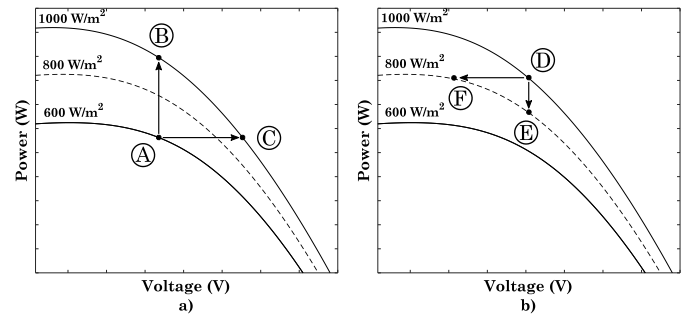 1000 W/m²
B
800 W/m²
600 W/m²
A
C
Power (W)
Voltage (V)
a)
1000 W/m²
D
800 W/m²
F
600 W/m²
E
Power (W)
Voltage (V)
b)